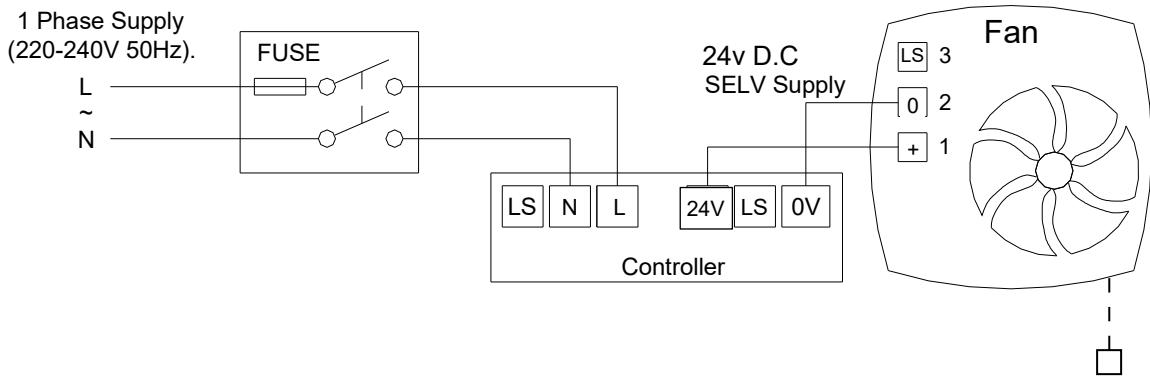 1 Phase Supply
(220-240V 50Hz).
L
~
N
FUSE
24v D.C
SELV Supply
Fan
LS 3
0 2
+ 1
LS N L 24V LS 0V
Controller